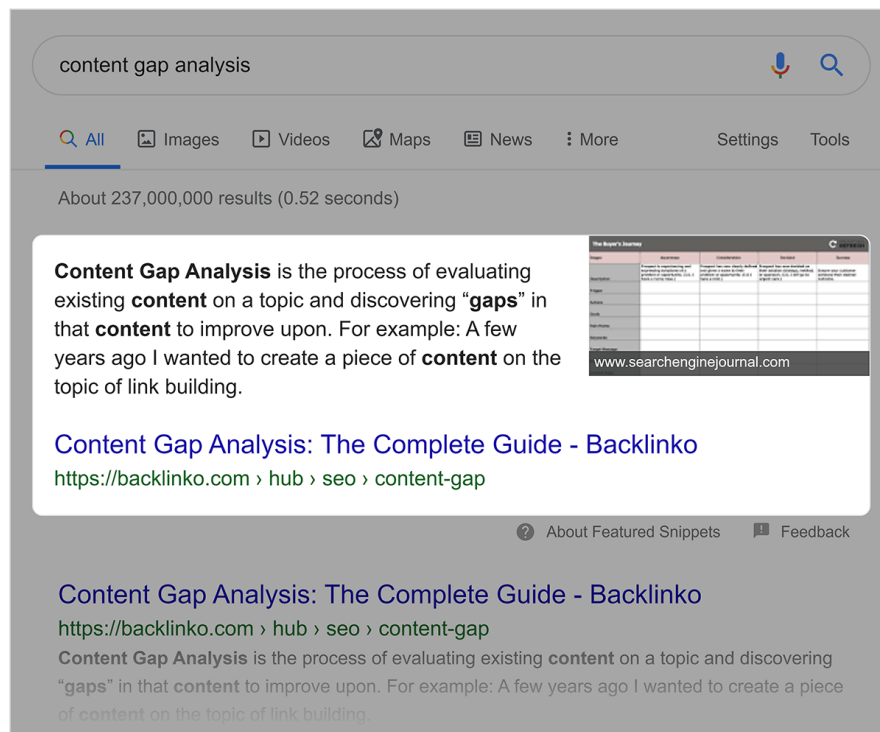 content gap analysis
All Images Videos Maps News More Settings Tools
About 237,000,000 results (0.52 seconds)
The Buyer's Journey
Content Gap Analysis is the process of evaluating
existing content on a topic and discovering “gaps” in
that content to improve upon. For example: A few
years ago I wanted to create a piece of content on the
topic of link building.
www.searchenginejournal.com
Content Gap Analysis: The Complete Guide - Backlinko
https://backlinko.com › hub › seo › content-gap
About Featured Snippets Feedback
Content Gap Analysis: The Complete Guide - Backlinko
https://backlinko.com › hub › seo › content-gap
Content Gap Analysis is the process of evaluating existing content on a topic and discovering
“gaps” in that content to improve upon. For example: A few years ago I wanted to create a piece
of content on the topic of link building.